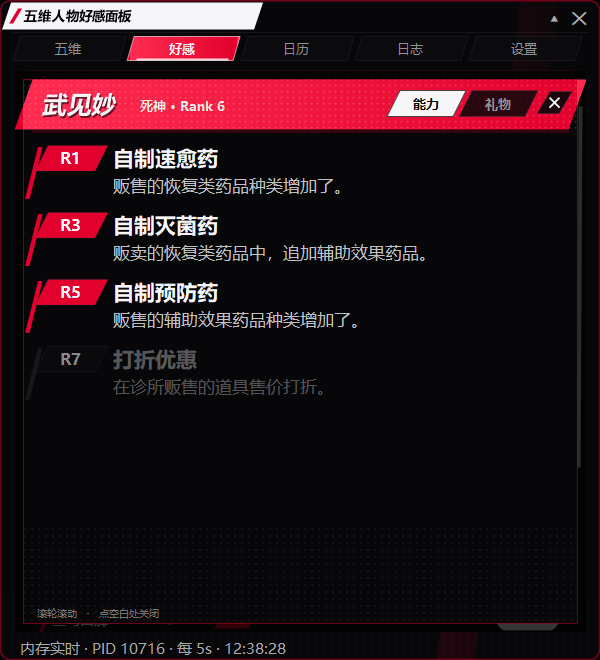 五维人物好感面板
五维
好感
日历
日志
设置
武见妙
死神 • Rank 6
能力
礼物
R1
自制速愈药
贩售的恢复类药品种类增加了。
R3
自制灭菌药
贩卖的恢复类药品中，追加辅助效果药品。
R5
自制预防药
贩售的辅助效果药品种类增加了。
R7
打折优惠
在诊所贩售的道具售价打折。
滚轮滚动 · 点空白处关闭
内存实时 · PID 10716 · 每 5s · 12:38:28